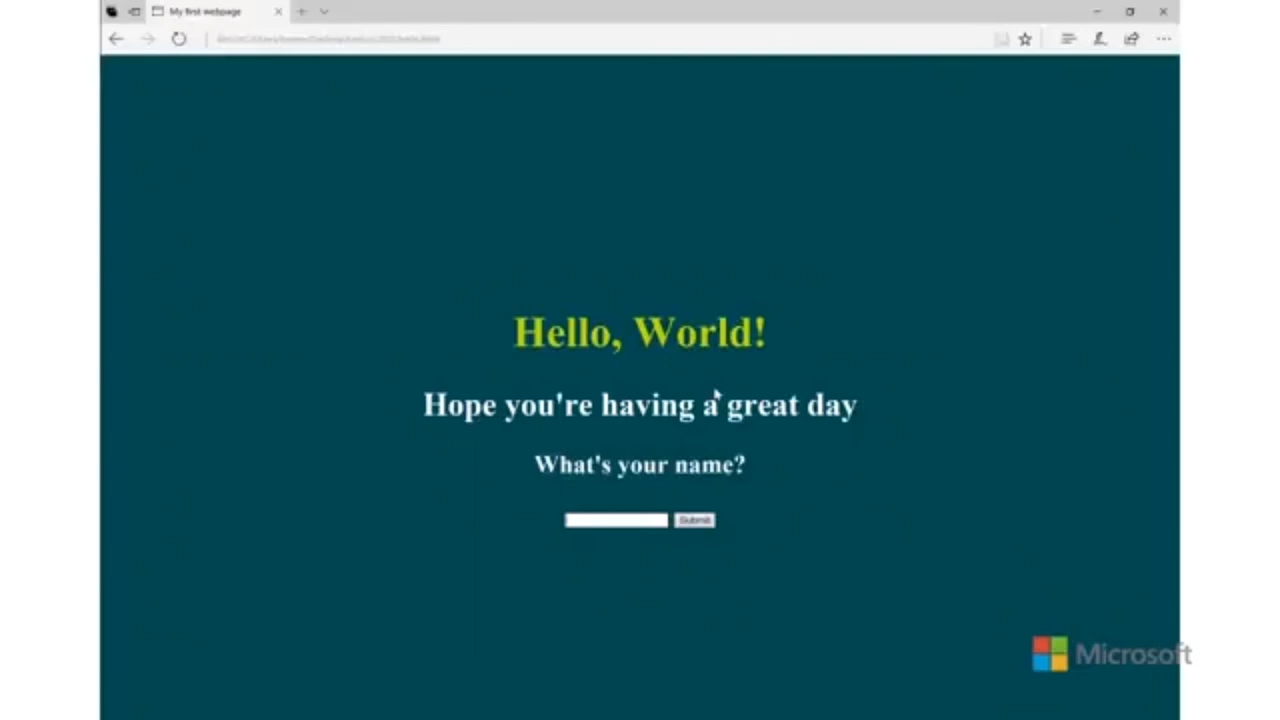 My first webpage
Hello, World!
Hope you're having a great day
What's your name?
Submit
Microsoft